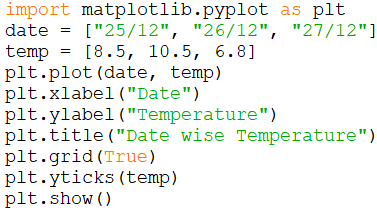 import matplotlib.pyplot as plt
date = ["25/12", "26/12", "27/12"]
temp = [8.5, 10.5, 6.8]
plt.plot(date, temp)
plt.xlabel("Date")
plt.ylabel("Temperature")
plt.title("Date wise Temperature")
plt.grid(True)
plt.yticks(temp)
plt.show()